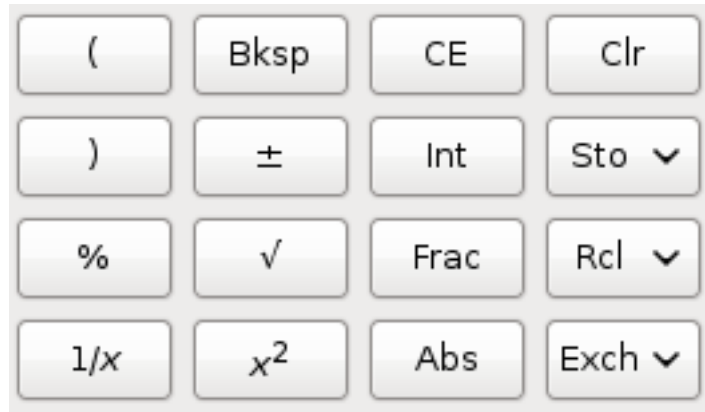 ( Bksp CE Clr
) ± Int Sto
% √ Frac Rcl
1/x x² Abs Exch